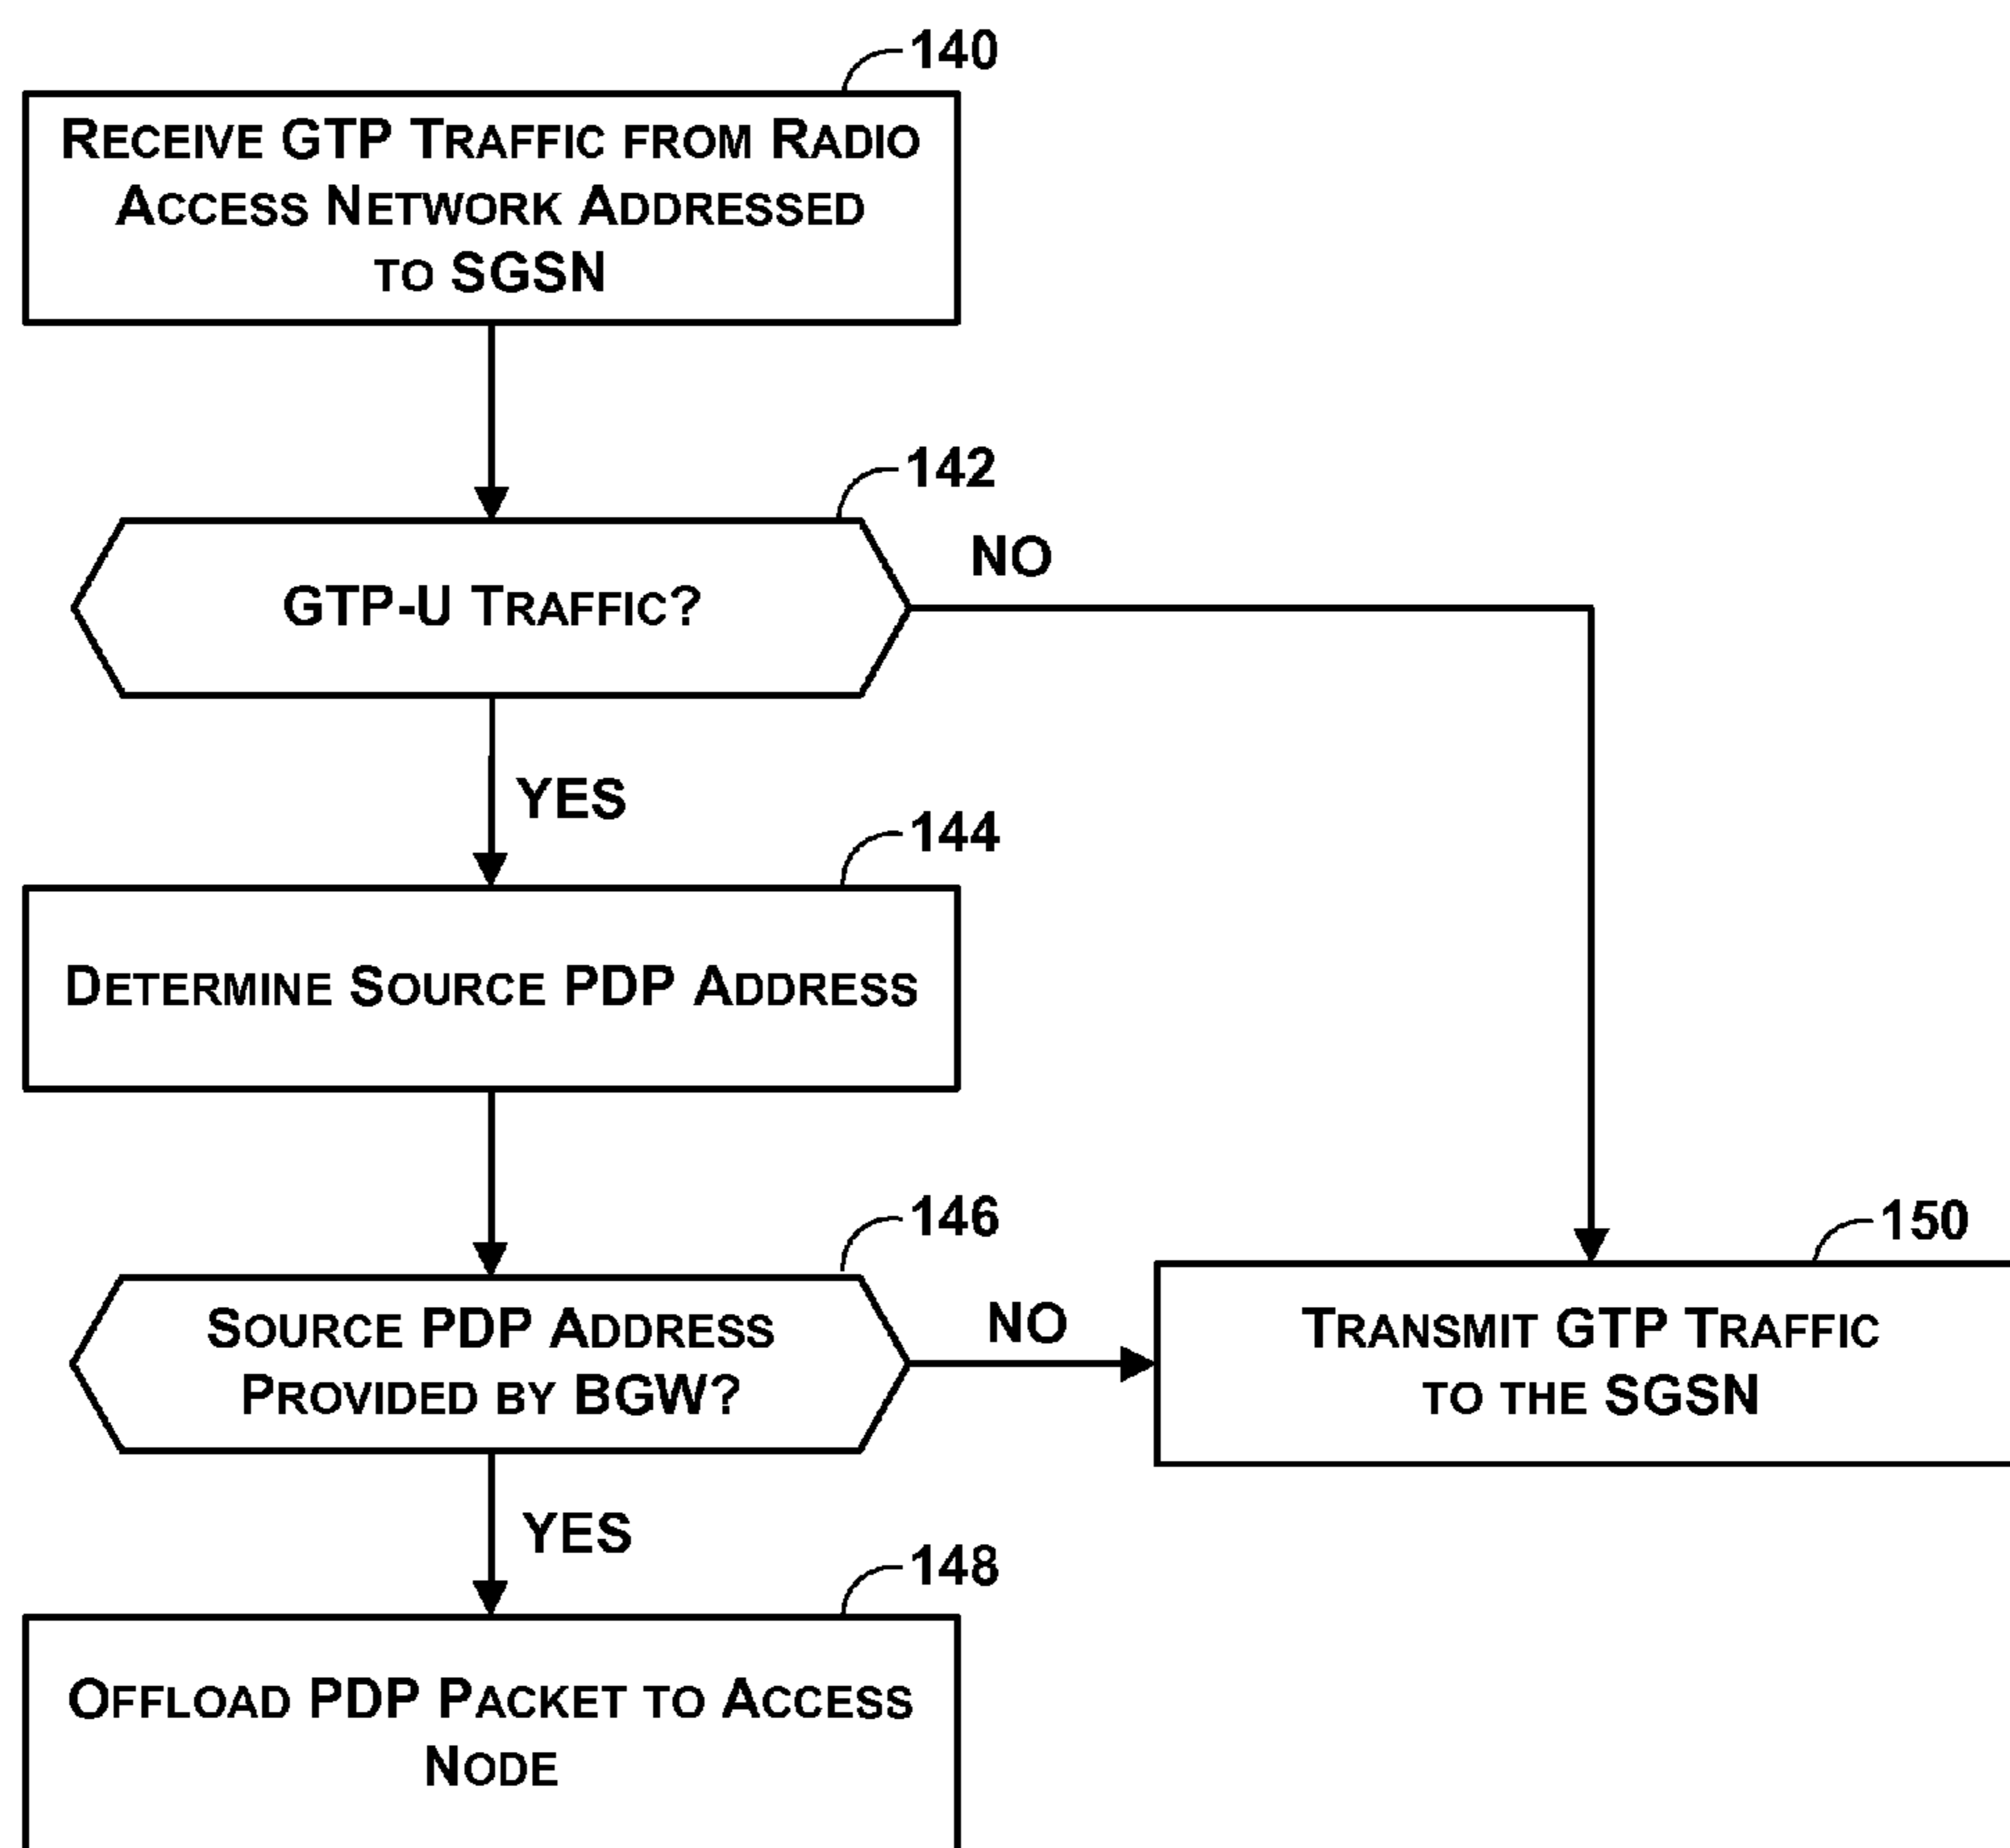 140
RECEIVE GTP TRAFFIC FROM RADIO
ACCESS NETWORK ADDRESSED
TO SGSN
142
NO
GTP-U TRAFFIC?
YES
144
DETERMINE SOURCE PDP ADDRESS
146
SOURCE PDP ADDRESS
PROVIDED BY BGW?
NO
150
TRANSMIT GTP TRAFFIC
TO THE SGSN
YES
148
OFFLOAD PDP PACKET TO ACCESS
NODE